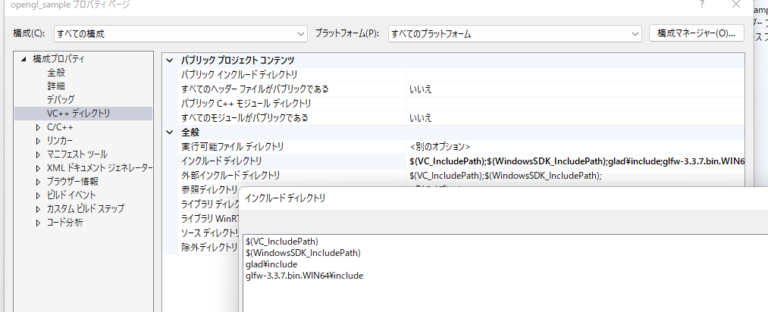 opengl_sample プロパティ ページ
? ×
構成(C): すべての構成 プラットフォーム(P): すべてのプラットフォーム 構成マネージャー(O)...
構成プロパティ
全般
詳細
デバッグ
VC++ ディレクトリ
C/C++
リンカー
マニフェスト ツール
XML ドキュメント ジェネレーター
ブラウザー情報
ビルド イベント
カスタム ビルド ステップ
コード分析
パブリック プロジェクト コンテンツ
パブリック インクルード ディレクトリ
すべてのヘッダー ファイルがパブリックである いいえ
パブリック C++ モジュール ディレクトリ
すべてのモジュールがパブリックである いいえ
全般
実行可能ファイル ディレクトリ <別のオプション>
インクルード ディレクトリ $(VC_IncludePath);$(WindowsSDK_IncludePath);glad¥include;glfw-3.3.7.bin.WIN6
外部インクルード ディレクトリ $(VC_IncludePath);$(WindowsSDK_IncludePath);
参照ディレクトリ
ライブラリ ディレ
ライブラリ WinRT
ソース ディレクトリ
除外ディレクトリ
インクルード ディレクトリ
$(VC_IncludePath)
$(WindowsSDK_IncludePath)
glad¥include
glfw-3.3.7.bin.WIN64¥include